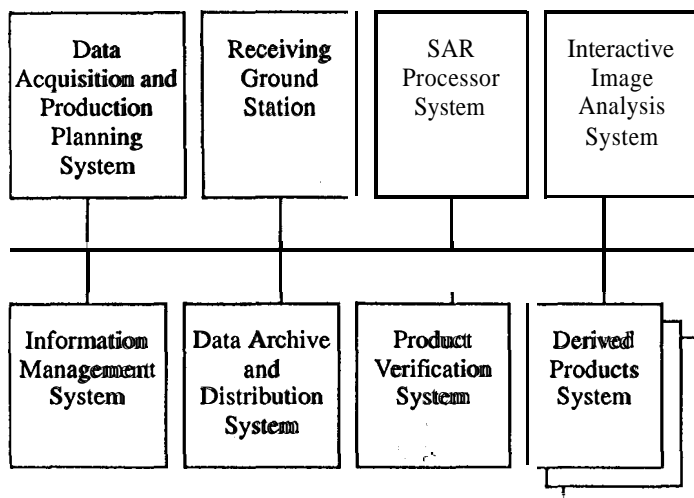 Data
Acquisition and
Production
Planning
System
Receiving
Ground
Station
SAR
Processor
System
Interactive
Image
Analysis
System
Information
Management
System
Data Archive
and
Distribution
System
Product
Verification
System
Derived
Products
System